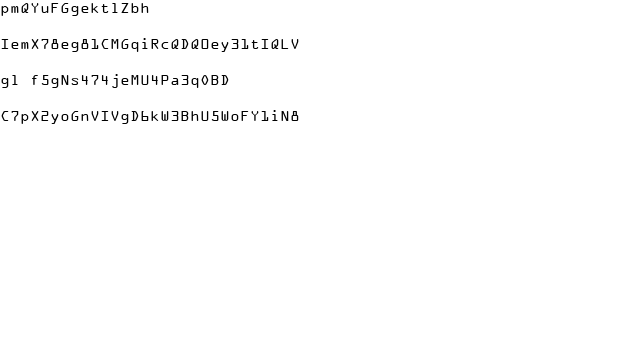 pmQYuFGgektlZbh
IemX78eg81CMGqiRcQDQOey31tIQLV
gl f5gNs474jeMU4Pa3q0BD
C7pX2yoGnVIVgD6kW3BhU5WoFY1iN8